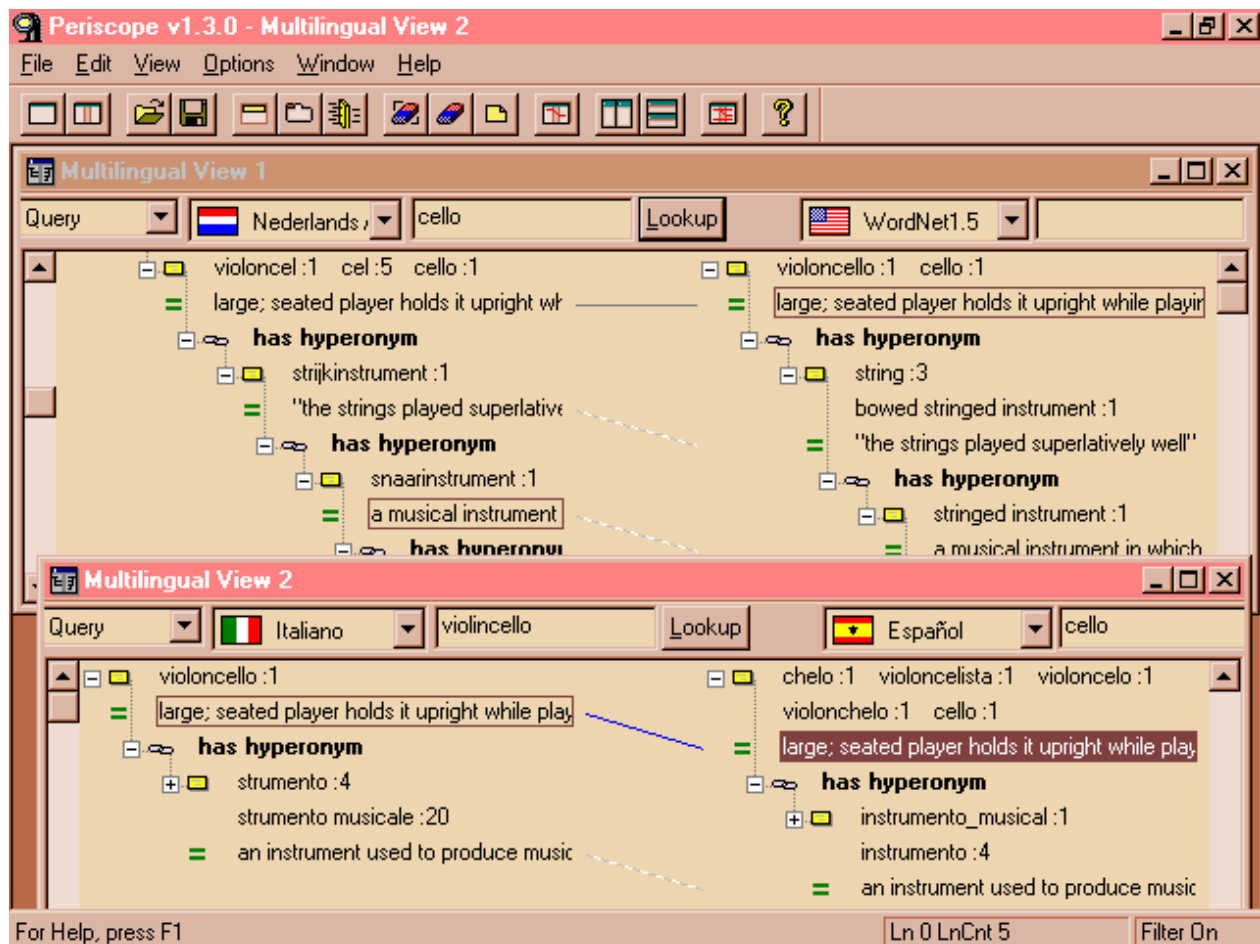 Periscope v1.3.0 - Multilingual View 2
File Edit View Options Window Help
Multilingual View 1
Query Nederlands cello Lookup WordNet1.5
violoncel :1 cel :5 cello :1
large; seated player holds it upright wh
has hyperonym
strijkinstrument :1
"the strings played superlative
has hyperonym
snaarinstrument :1
a musical instrument
has hyperonym
violoncello :1 cello :1
large; seated player holds it upright while playin
has hyperonym
string :3
bowed stringed instrument :1
"the strings played superlatively well"
has hyperonym
stringed instrument :1
a musical instrument in which
Multilingual View 2
Query Italiano violincello Lookup Español cello
violoncello :1
large; seated player holds it upright while play
has hyperonym
strumento :4
strumento musicale :20
an instrument used to produce music
chelo :1 violoncelista :1 violoncelo :1
violonchelo :1 cello :1
large; seated player holds it upright while play
has hyperonym
instrumento_musical :1
instrumento :4
an instrument used to produce music
For Help, press F1 Ln 0 LnCnt 5 Filter On